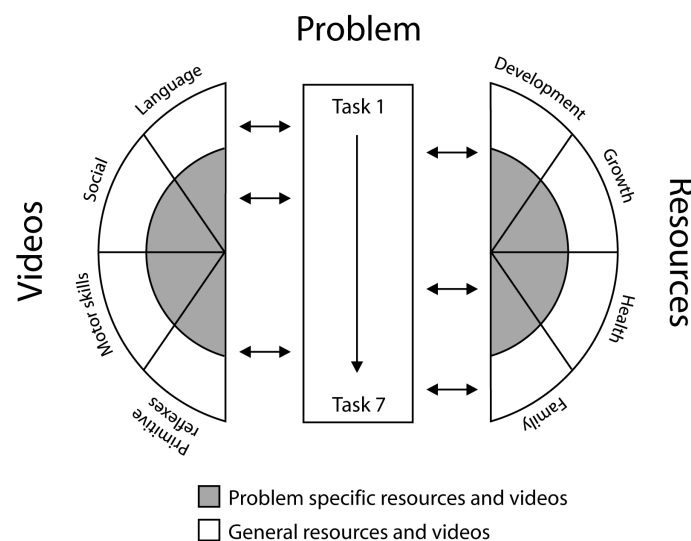 Problem
Videos
Language
Social
Motor skills
Primitive
reflexes
Task 1
Task 7
Development
Growth
Health
Family
Resources
Problem specific resources and videos
General resources and videos